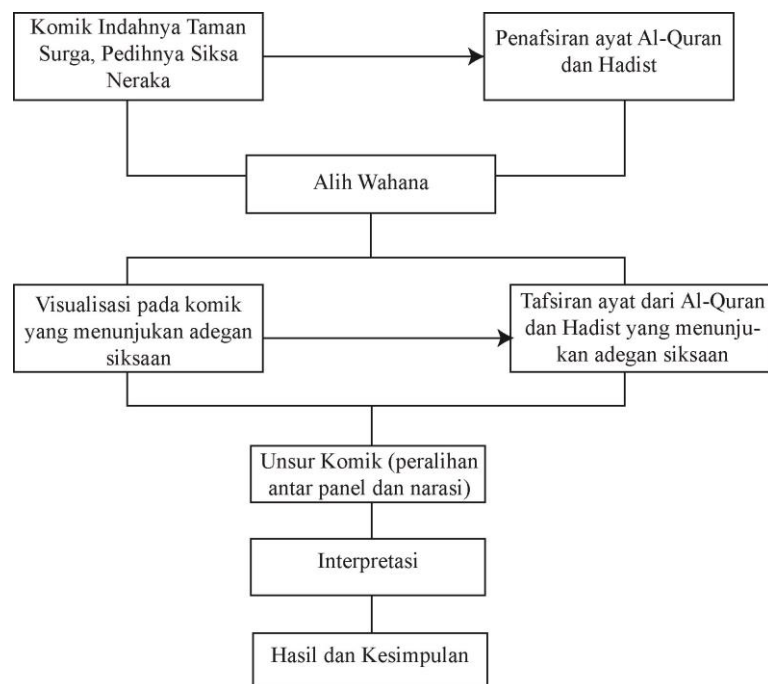 Komik Indahnya Taman
Surga, Pedihnya Siksa
Neraka
Penafsiran ayat Al-Quran
dan Hadist
Alih Wahana
Visualisasi pada komik
yang menunjukan adegan
siksaan
Tafsiran ayat dari Al-Quran
dan Hadist yang menunju-
kan adegan siksaan
Unsur Komik (peralihan
antar panel dan narasi)
Interpretasi
Hasil dan Kesimpulan